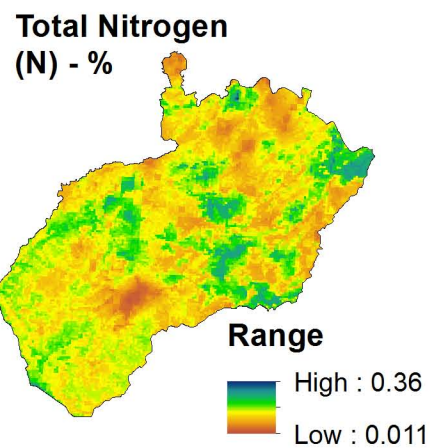 Total Nitrogen
(N) - %
Range
High : 0.36
Low : 0.011